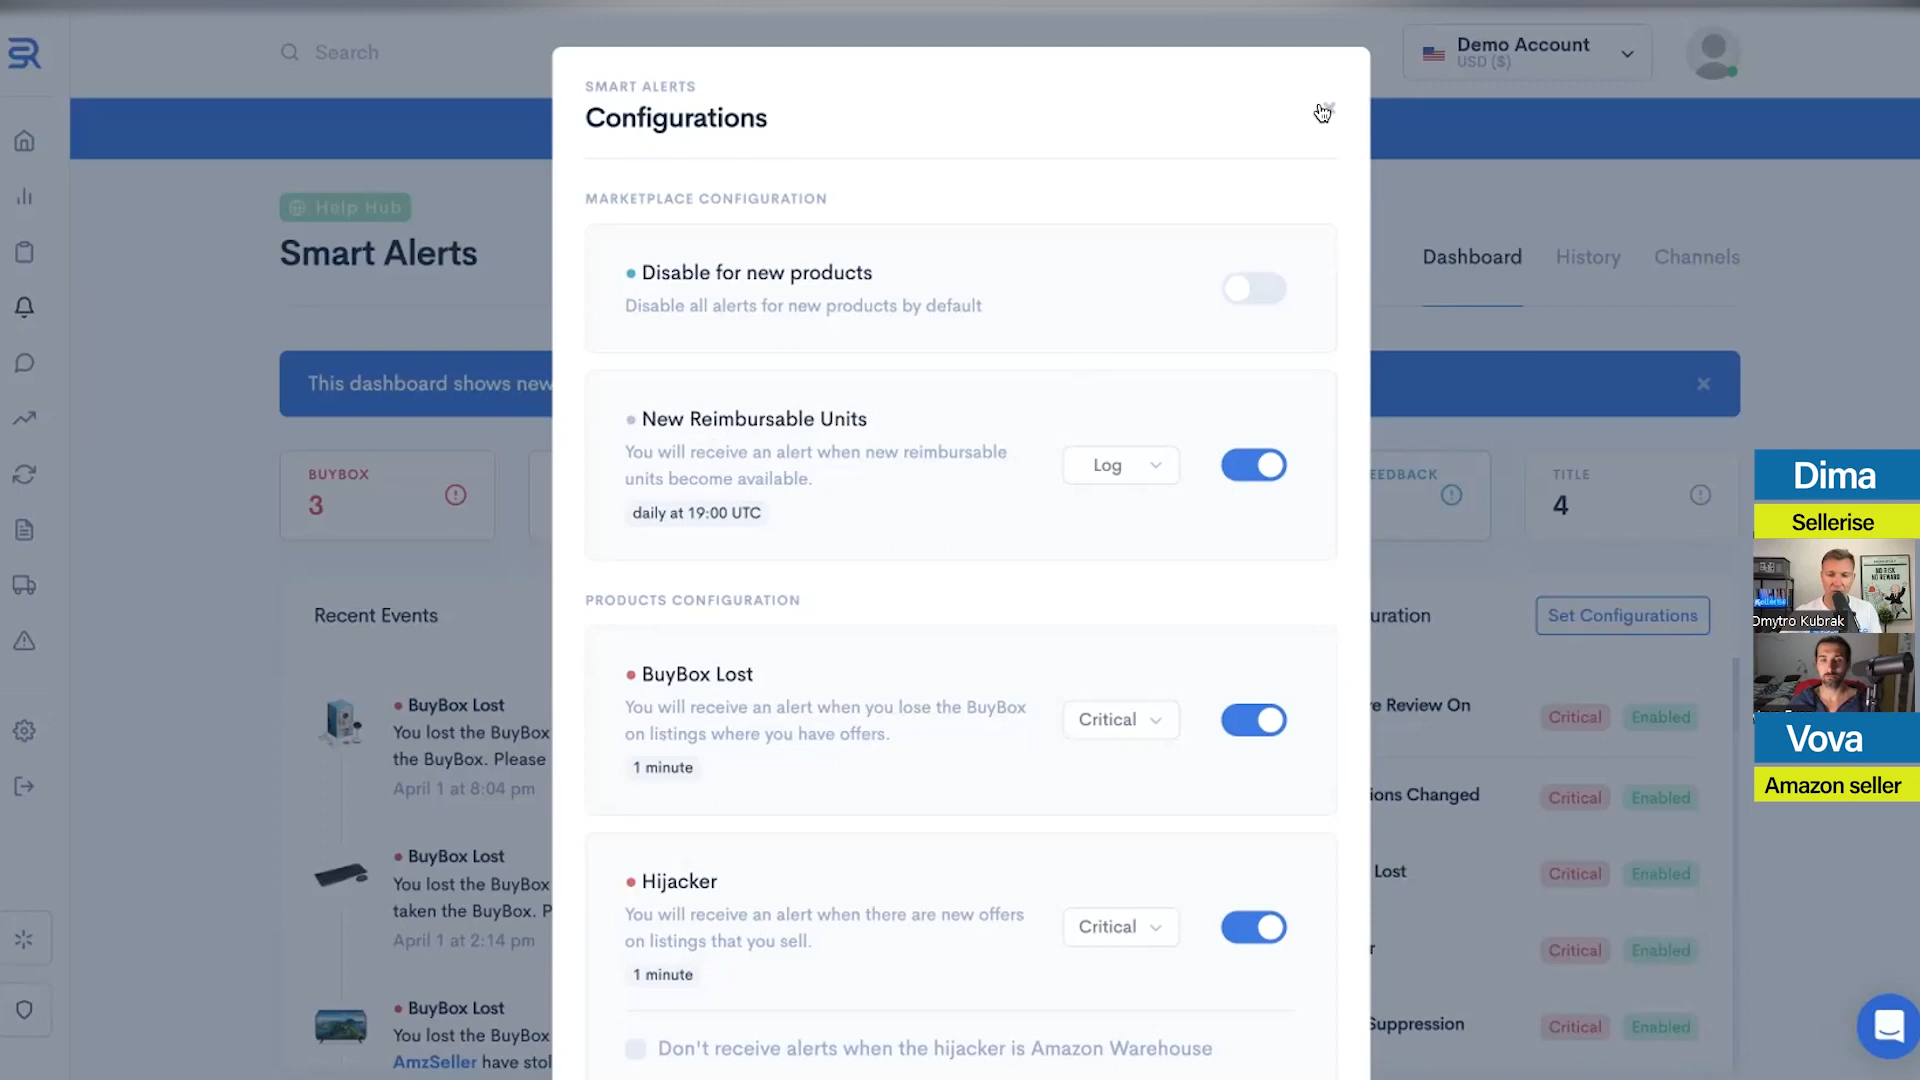 SR
Search
Demo Account
USD ($)
SMART ALERTS
Configurations
MARKETPLACE CONFIGURATION
Disable for new products
Disable all alerts for new products by default
New Reimbursable Units
You will receive an alert when new reimbursable
units become available.
daily at 19:00 UTC
Log
PRODUCTS CONFIGURATION
BuyBox Lost
You will receive an alert when you lose the BuyBox
on listings where you have offers.
1 minute
Critical
Hijacker
You will receive an alert when there are new offers
on listings that you sell.
1 minute
Critical
Don't receive alerts when the hijacker is Amazon Warehouse
Help Hub
Smart Alerts
Dashboard
History
Channels
This dashboard shows new
BUYBOX
3
EEDBACK
TITLE
4
Recent Events
BuyBox Lost
You lost the BuyBox
the BuyBox. Please
April 1 at 8:04 pm
BuyBox Lost
You lost the BuyBox
taken the BuyBox. P
April 1 at 2:14 pm
BuyBox Lost
You lost the BuyBox
AmzSeller have stol
uration
Set Configurations
e Review On
Critical
Enabled
ions Changed
Critical
Enabled
Lost
Critical
Enabled
r
Critical
Enabled
Suppression
Critical
Enabled
Dima
Sellerise
NO RISK
NO REWARD
Dmytro Kubrak
Vova
Amazon seller